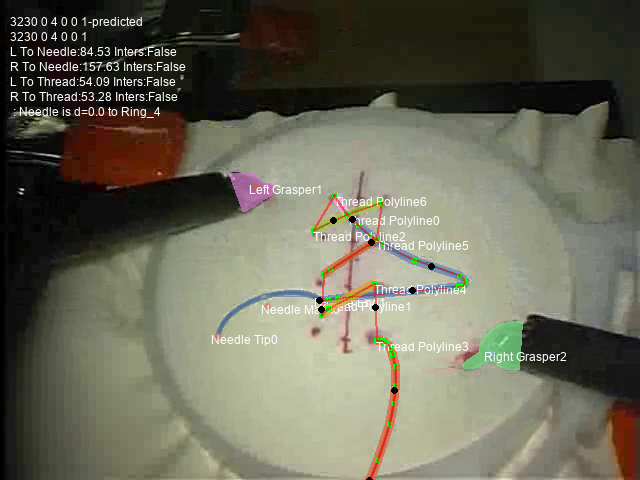 3230 0 4 0 0 1-predicted
3230 0 4 0 0 1
L To Needle:84.53 Inters:False
R To Needle:157.63 Inters:False
L To Thread:54.09 Inters:False
R To Thread:53.28 Inters:False
: Needle is d=0.0 to Ring_4
Left Grasper1
Thread Polyline6
Thread Polyline0
Thread Polyline2
Thread Polyline5
Thread Polyline4
Needle
Polyline1
Needle Tip0
Thread Polyline3
Right Grasper2